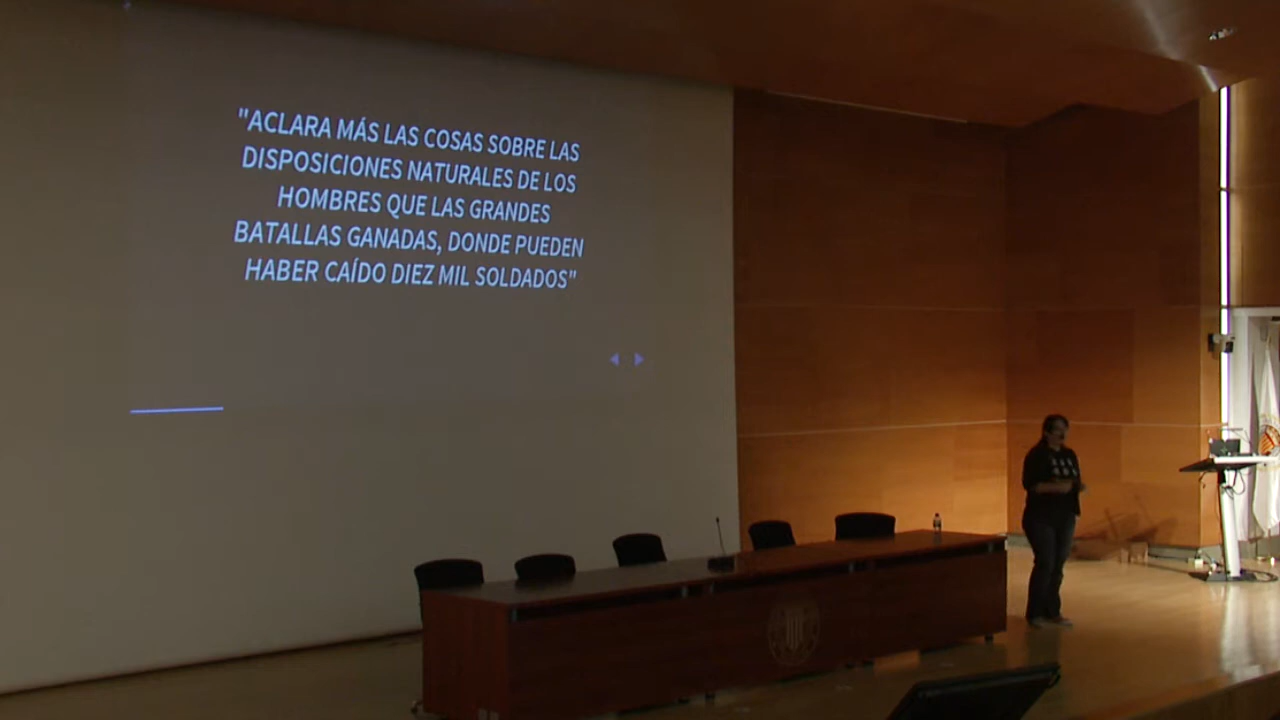 "ACLARA MÁS LAS COSAS SOBRE LAS
DISPOSICIONES NATURALES DE LOS
HOMBRES QUE LAS GRANDES
BATALLAS GANADAS, DONDE PUEDEN
HABER CAÍDO DIEZ MIL SOLDADOS"